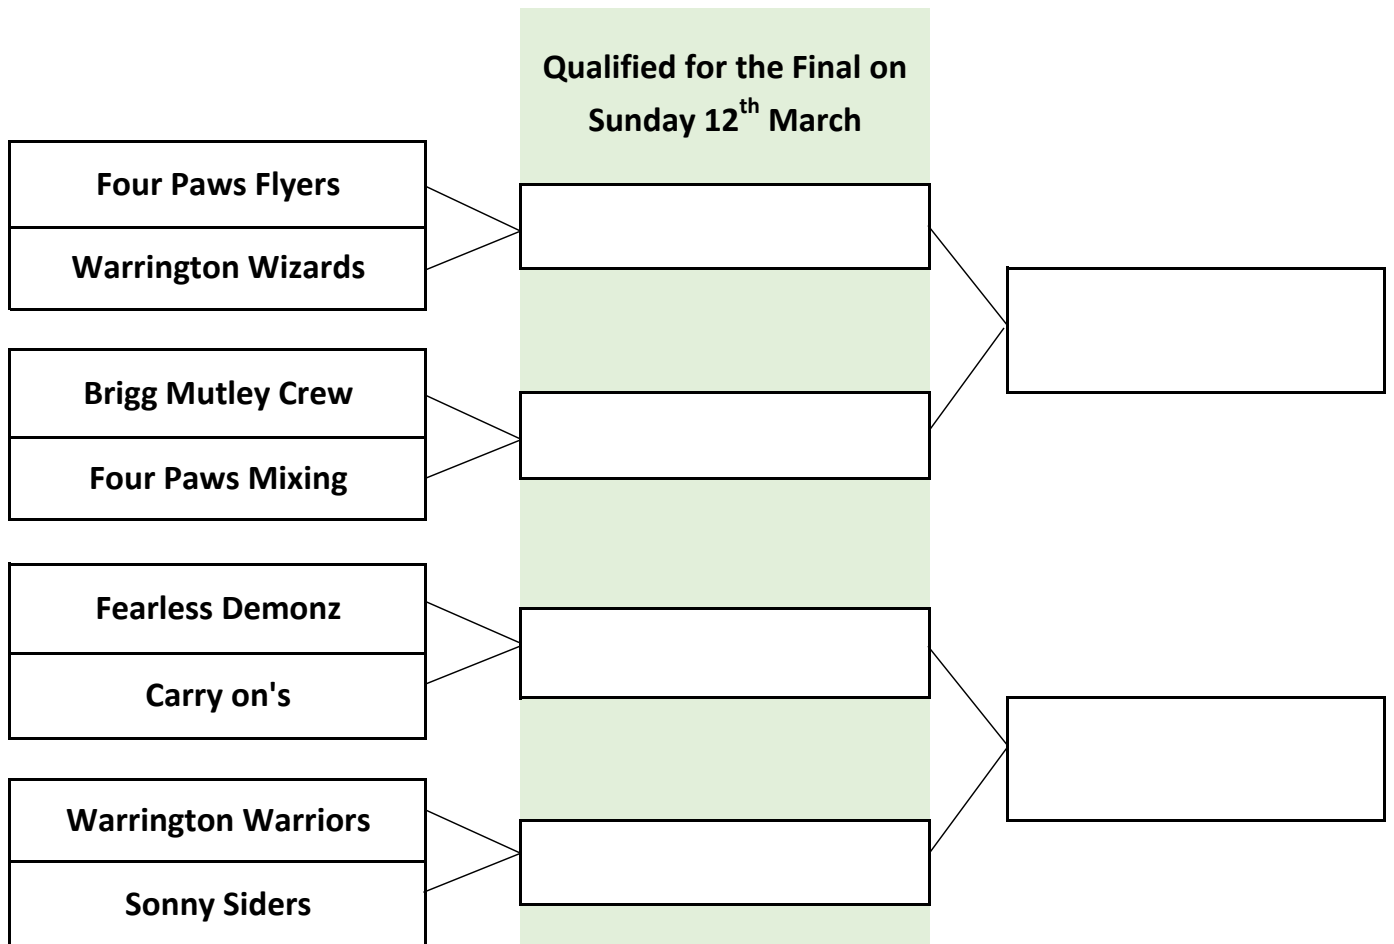 Qualified for the Final on
Sunday 12th March
Four Paws Flyers
Warrington Wizards
Brigg Mutley Crew
Four Paws Mixing
Fearless Demonz
Carry on's
Warrington Warriors
Sonny Siders